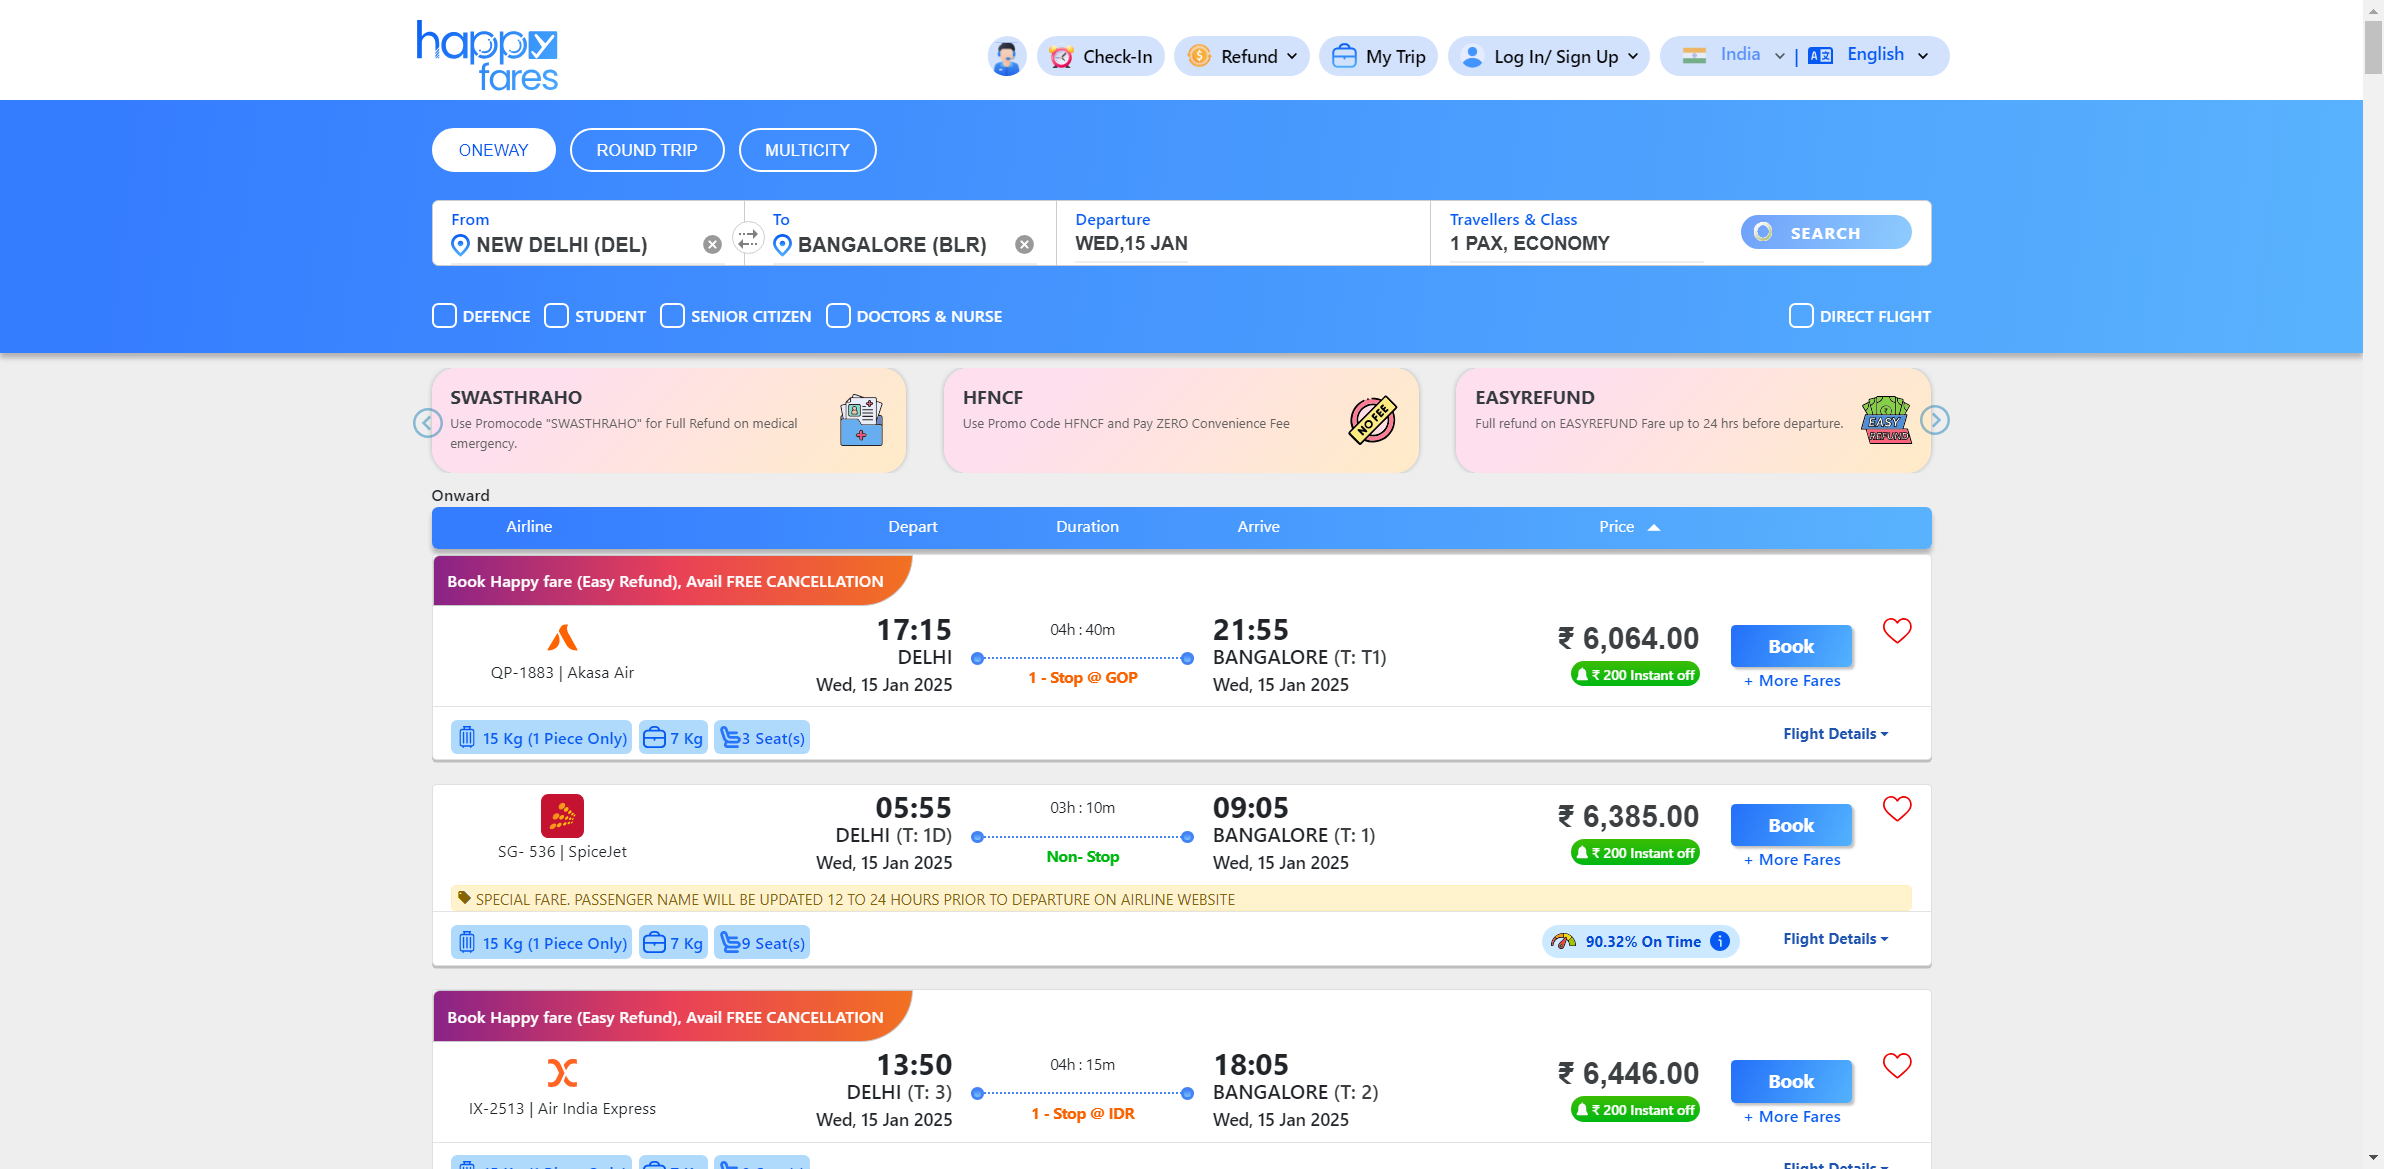 happy
fares
Check-In
Refund
My Trip
Log In/ Sign Up
India
|
English
ONEWAY
ROUND TRIP
MULTICITY
From
NEW DELHI (DEL)
To
BANGALORE (BLR)
Departure
WED,15 JAN
Travellers & Class
1 PAX, ECONOMY
SEARCH
DEFENCE
STUDENT
SENIOR CITIZEN
DOCTORS & NURSE
DIRECT FLIGHT
SWASTHRAHO
Use Promocode "SWASTHRAHO" for Full Refund on medical
emergency.
HFNCF
Use Promo Code HFNCF and Pay ZERO Convenience Fee
NO FEE
EASYREFUND
Full refund on EASYREFUND Fare up to 24 hrs before departure.
EASY
REFUND
Onward
Airline
Depart
Duration
Arrive
Price
Book Happy fare (Easy Refund), Avail FREE CANCELLATION
QP-1883 | Akasa Air
17:15
DELHI
Wed, 15 Jan 2025
04h : 40m
1 - Stop @ GOP
21:55
BANGALORE (T: T1)
Wed, 15 Jan 2025
₹ 6,064.00
₹ 200 Instant off
Book
+ More Fares
15 Kg (1 Piece Only)
7 Kg
3 Seat(s)
Flight Details
SG- 536 | SpiceJet
05:55
DELHI (T: 1D)
Wed, 15 Jan 2025
03h : 10m
Non- Stop
09:05
BANGALORE (T: 1)
Wed, 15 Jan 2025
₹ 6,385.00
₹ 200 Instant off
Book
+ More Fares
SPECIAL FARE. PASSENGER NAME WILL BE UPDATED 12 TO 24 HOURS PRIOR TO DEPARTURE ON AIRLINE WEBSITE
15 Kg (1 Piece Only)
7 Kg
9 Seat(s)
90.32% On Time
Flight Details
Book Happy fare (Easy Refund), Avail FREE CANCELLATION
IX-2513 | Air India Express
13:50
DELHI (T: 3)
Wed, 15 Jan 2025
04h : 15m
1 - Stop @ IDR
18:05
BANGALORE (T: 2)
Wed, 15 Jan 2025
₹ 6,446.00
₹ 200 Instant off
Book
+ More Fares
Flight Details